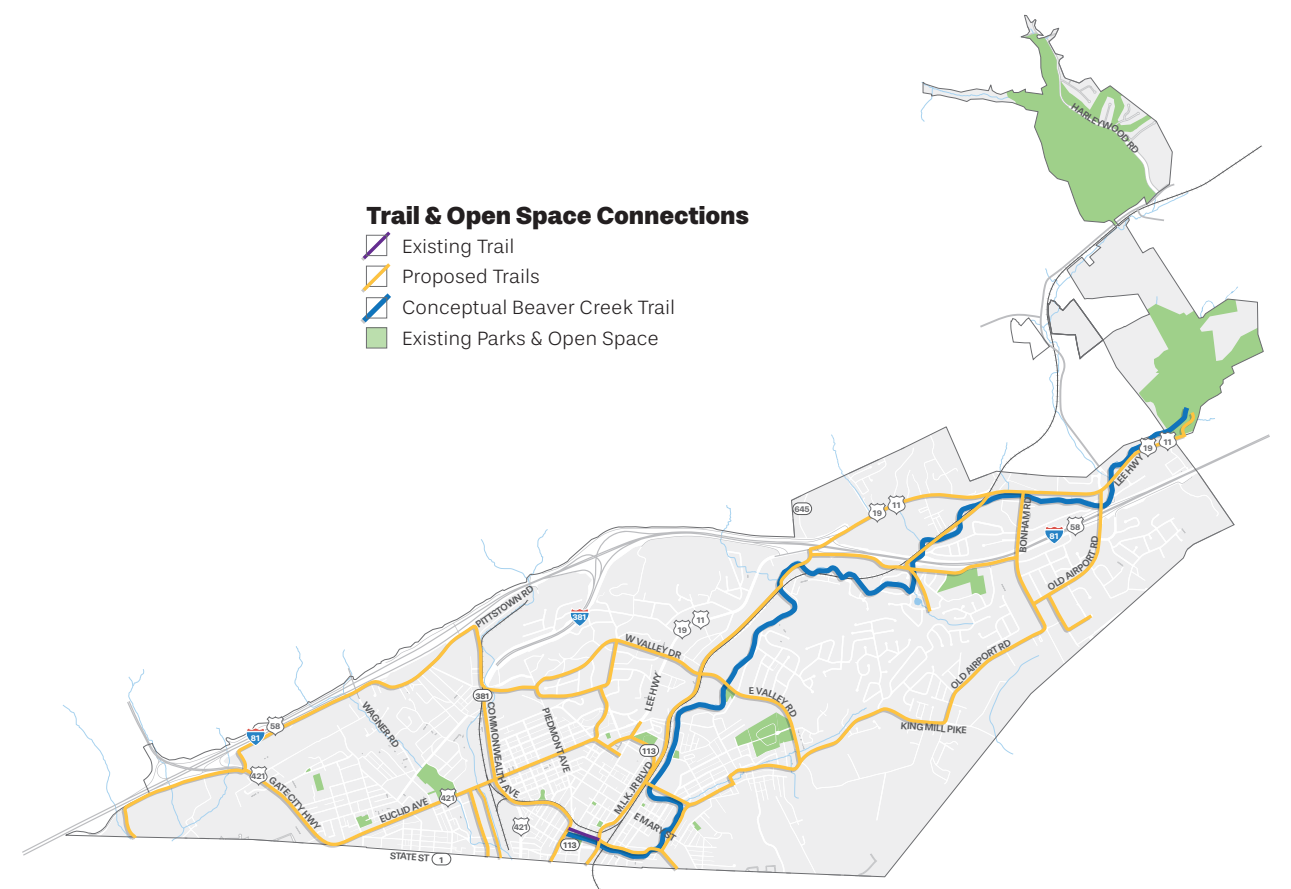 HARLEYWOOD RD
Trail & Open Space Connections
Existing Trail
Proposed Trails
Conceptual Beaver Creek Trail
Existing Parks & Open Space
19
11
LEE HWY
645
19
11
BONHAM RD
58
81
OLD AIRPORT RD
PITTSTOWN RD
381
19
11
W VALLEY DR
OLD AIRPORT RD
381
LEE HWY
E VALLEY RD
WAGNER RD
COMMONWEALTH AVE
PIEDMONT AVE
KING MILL PIKE
58
81
113
421
GATE CITY HWY
M.L.K. JR BLVD
421
EUCLID AVE
421
E MARY ST
113
STATE ST
1